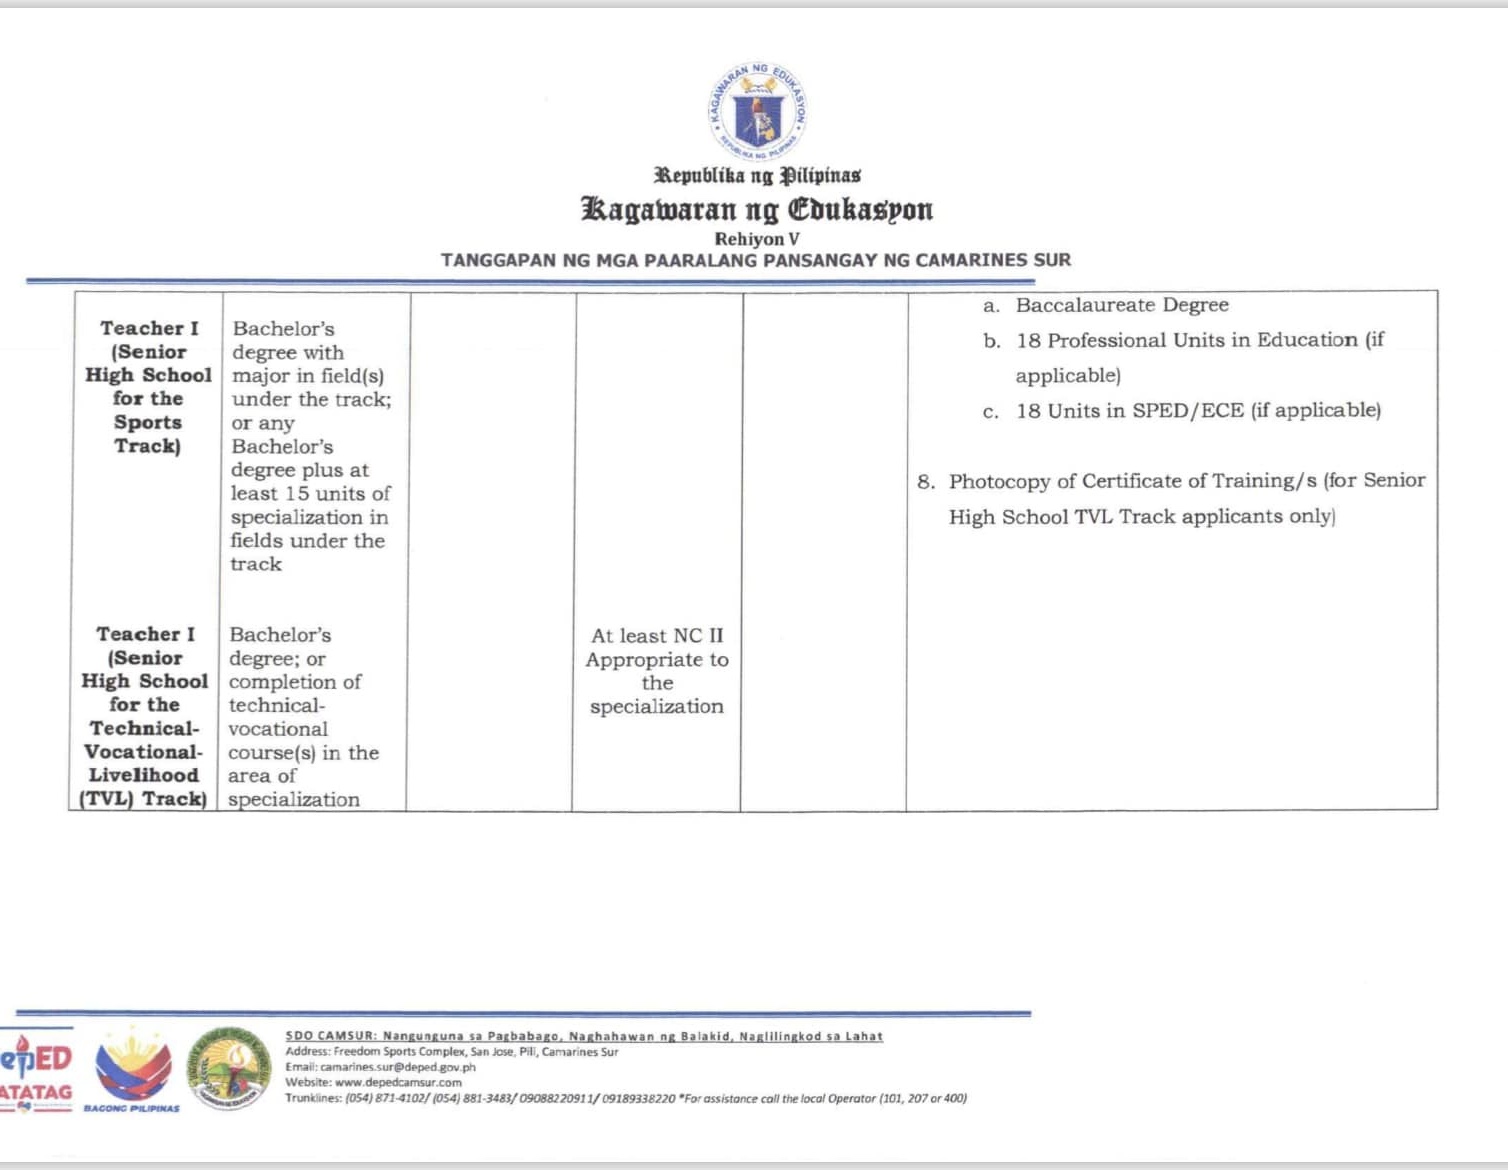 KAGAWARAN NG EDUKASYON
REPUBLIKA NG PILIPINAS
Republika ng Pilipinas
Kagawaran ng Edukasyon
Rehiyon V
TANGGAPAN NG MGA PAARALANG PANSANGAY NG CAMARINES SUR
Teacher I
(Senior
High School
for the
Sports
Track)
Bachelor's
degree with
major in field(s)
under the track;
or any
Bachelor's
degree plus at
least 15 units of
specialization in
fields under the
track
a. Baccalaureate Degree
b. 18 Professional Units in Education (if
applicable)
c. 18 Units in SPED/ECE (if applicable)
8. Photocopy of Certificate of Training/s (for Senior
High School TVL Track applicants only)
Teacher I
(Senior
High School
for the
Technical-
Vocational-
Livelihood
(TVL) Track)
Bachelor's
degree; or
completion of
technical-
vocational
course(s) in the
area of
specialization
At least NC II
Appropriate to
the
specialization
epED
ATATAG
BAGONG PILIPINAS
SDO CAMSUR: Nangunguna sa Pagbabago, Naghahawan ng Balakid, Naglilingkod sa Lahat
Address: Freedom Sports Complex, San Jose, Pili, Camarines Sur
Email: camarines.sur@deped.gov.ph
Website: www.depedcamsur.com
Trunklines: (054) 871-4102/ (054) 881-3483/ 09088220911/ 09189338220 *For assistance call the local Operator (101, 207 or 400)